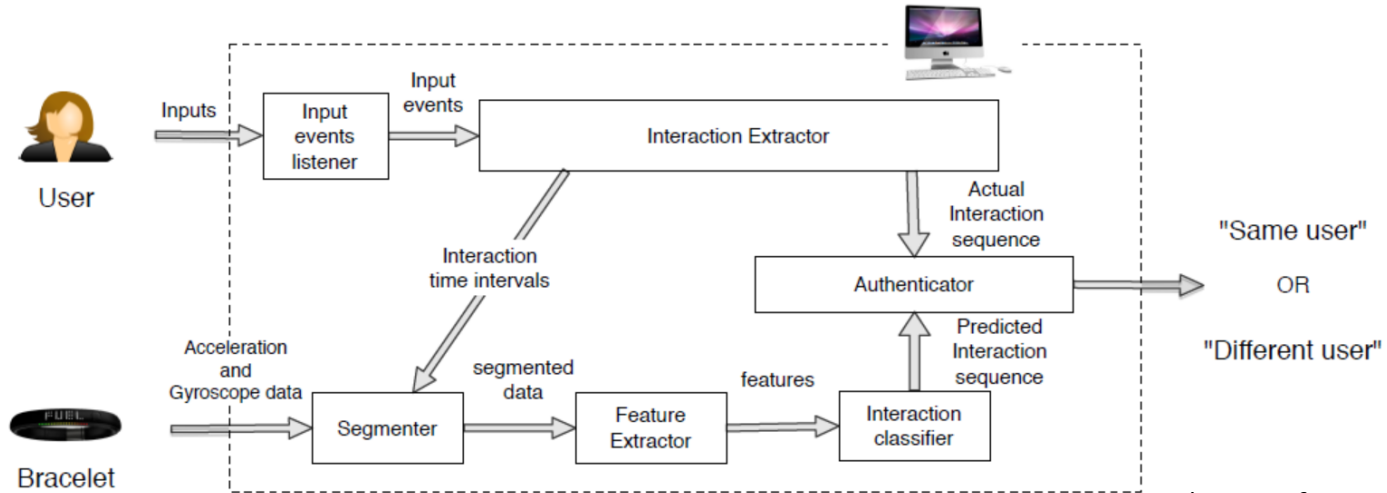 Inputs
Input
events
listener
Input
events
Interaction Extractor
User
Actual
Interaction
sequence
Interaction
time intervals
Authenticator
"Same user"
OR
"Different user"
Predicted
Interaction
sequence
Acceleration
and
Gyroscope data
segmented
data
features
FUEL
Segmenter
Feature
Extractor
Interaction
classifier
Bracelet